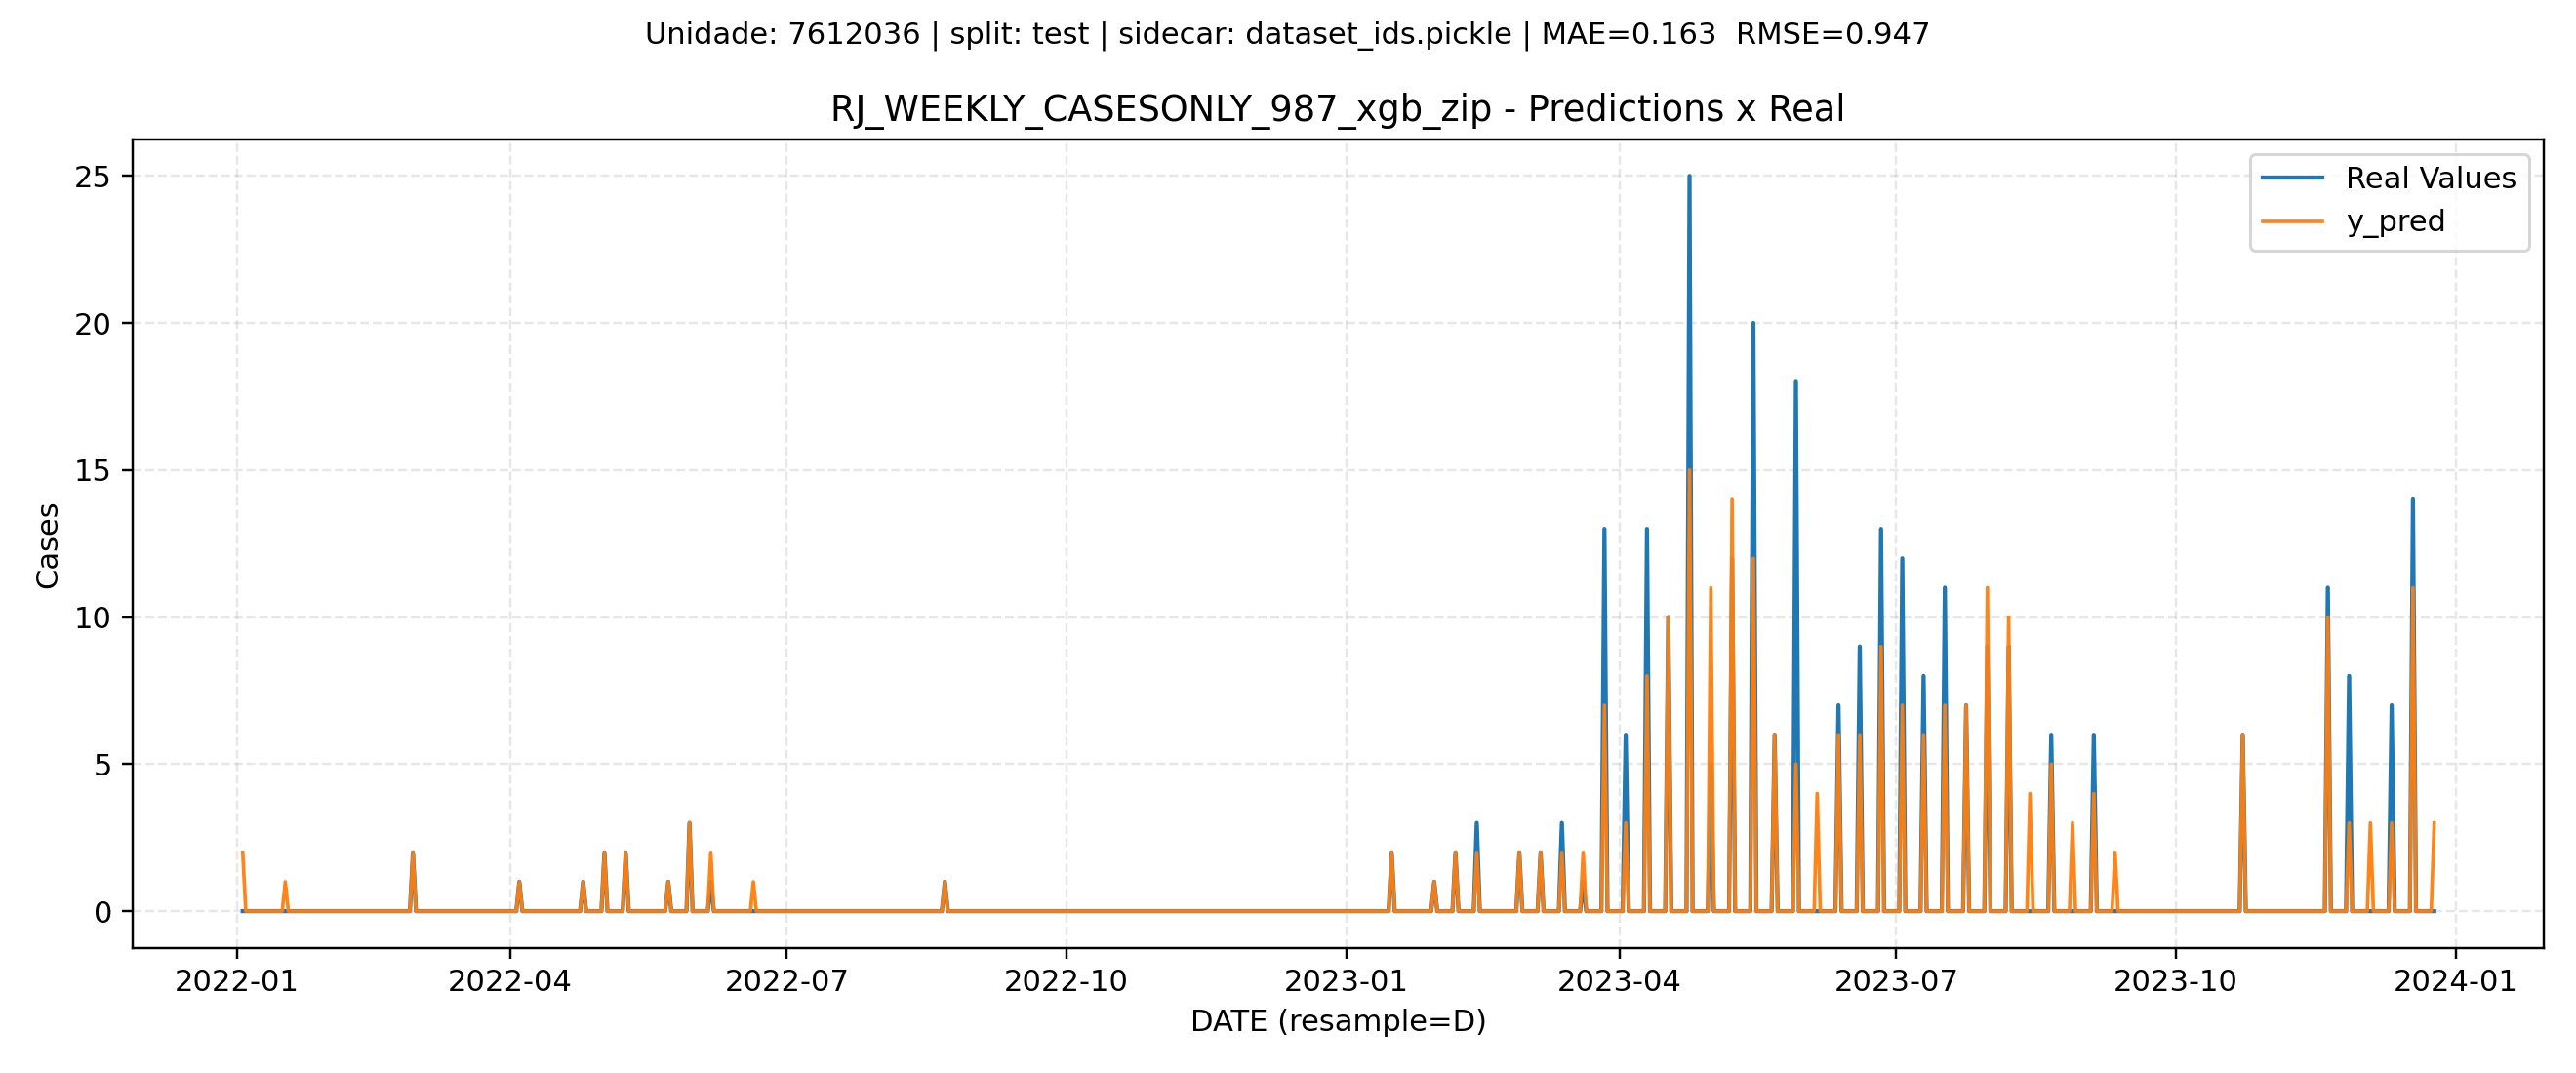 Unidade: 7612036 | split: test | sidecar: dataset_ids.pickle | MAE=0.163  RMSE=0.947
RJ_WEEKLY_CASESONLY_987_xgb_zip - Predictions x Real
Real Values
y_pred
25
20
15
10
5
0
Cases
2022-01
2022-04
2022-07
2022-10
2023-01
2023-04
2023-07
2023-10
2024-01
DATE (resample=D)